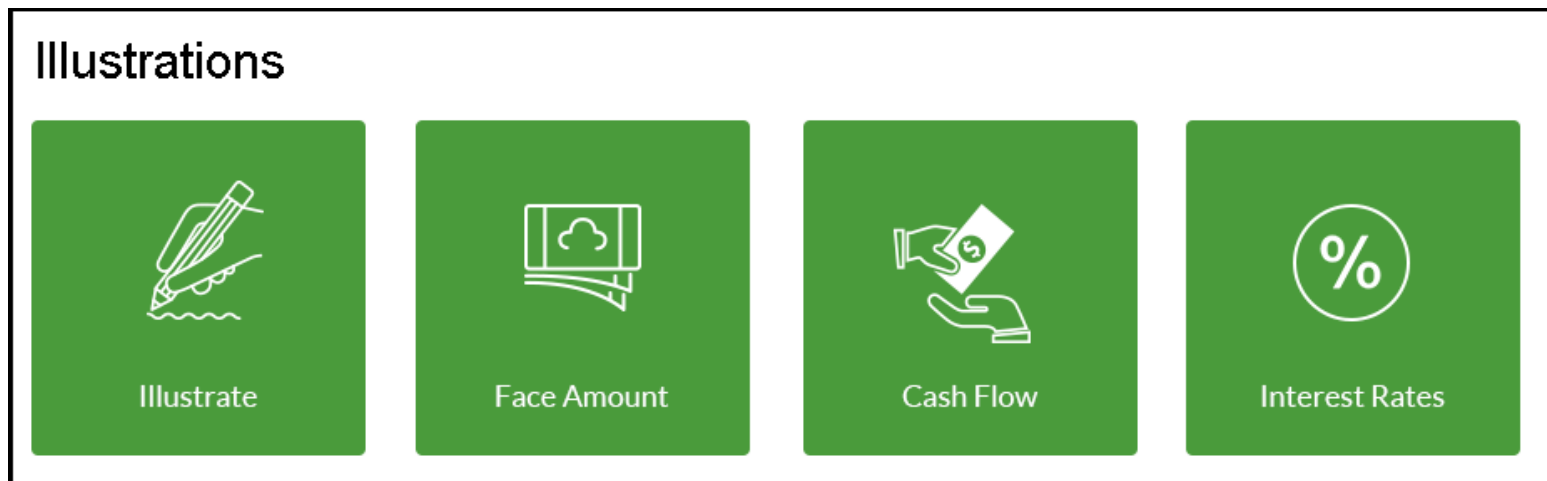 Illustrations
Illustrate
Face Amount
$
Cash Flow
%
Interest Rates